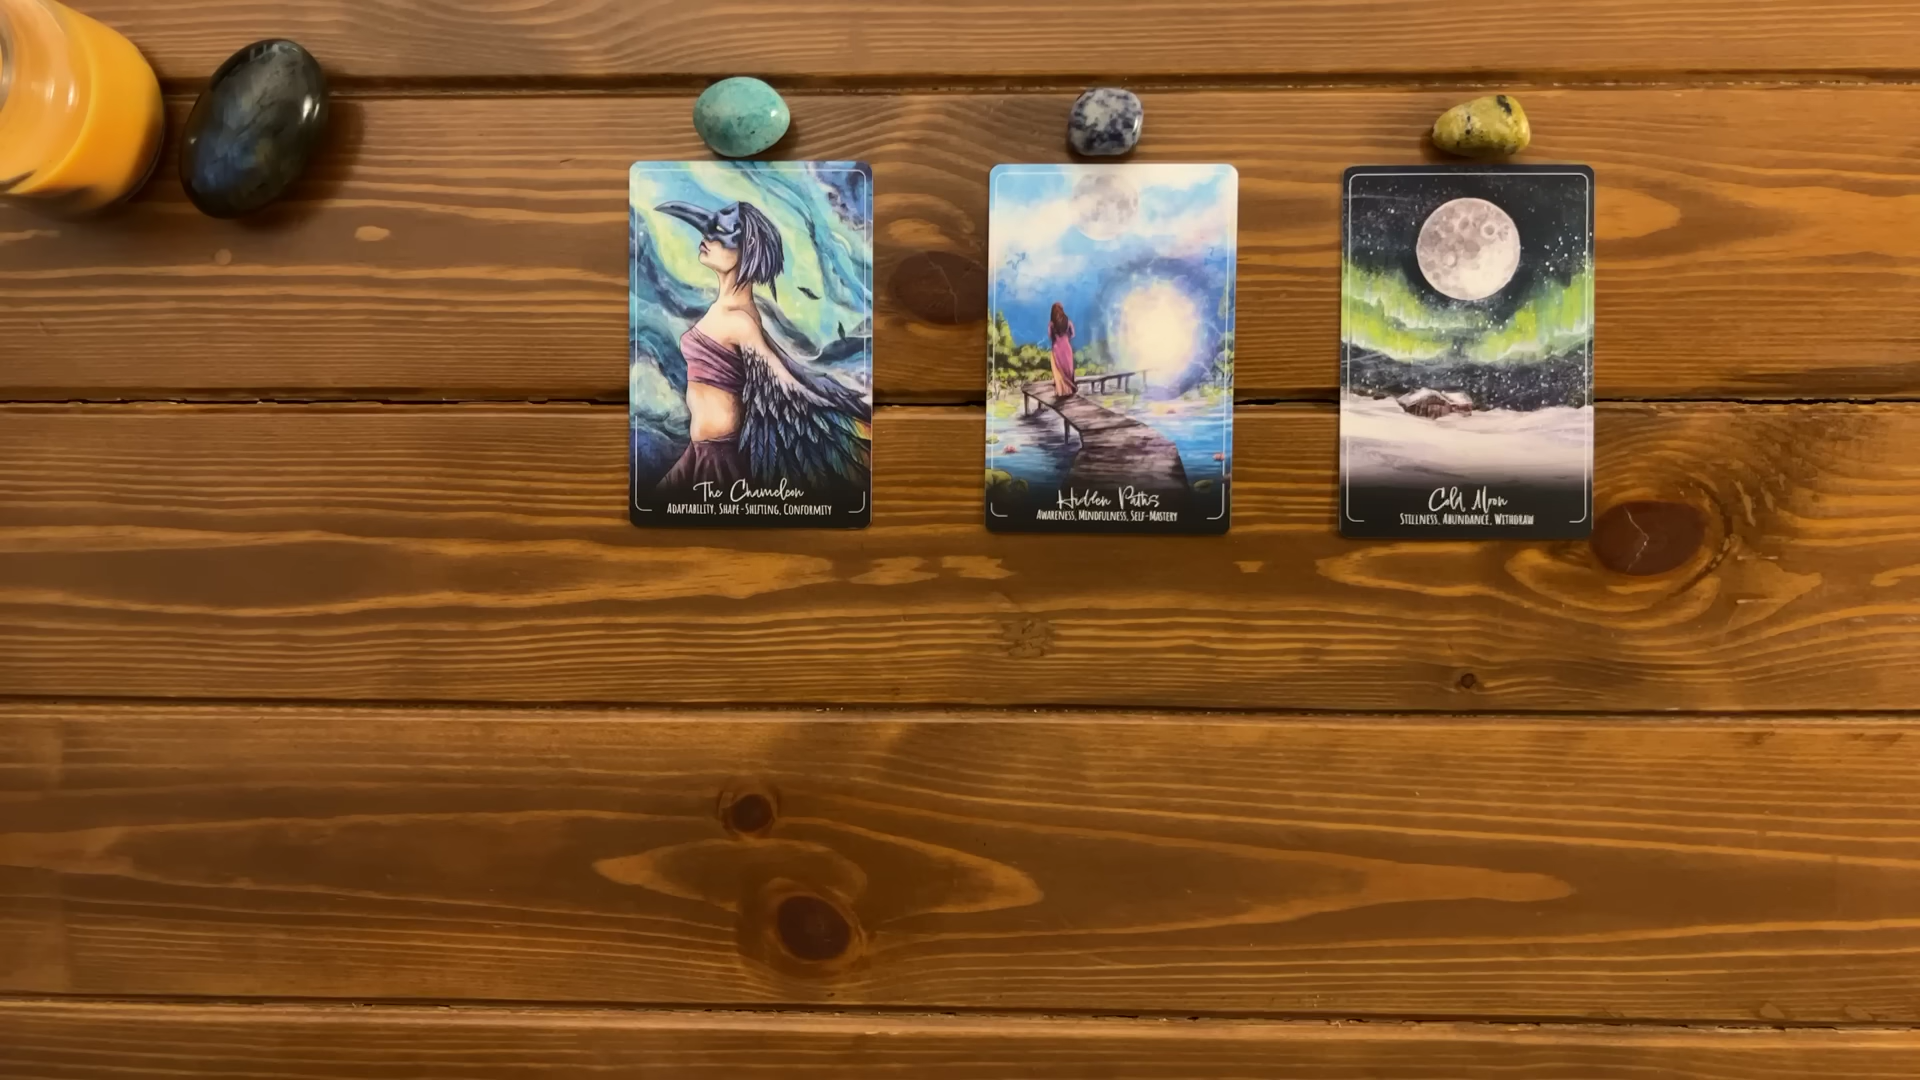 The Chameleon
Adaptability, Shape-Shifting, Conformity
Hidden Paths
Awareness, Mindfulness, Self-Mastery
Cold Moon
Stillness, Abundance, Withdraw